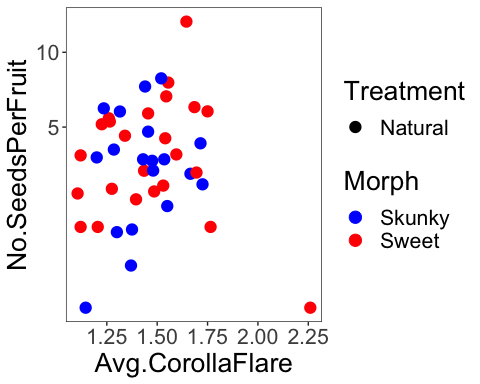 No.SeedsPerFruit
10
5
1.25 1.50 1.75 2.00 2.25
Avg.CorollaFlare
Treatment
Natural
Morph
Skunky
Sweet